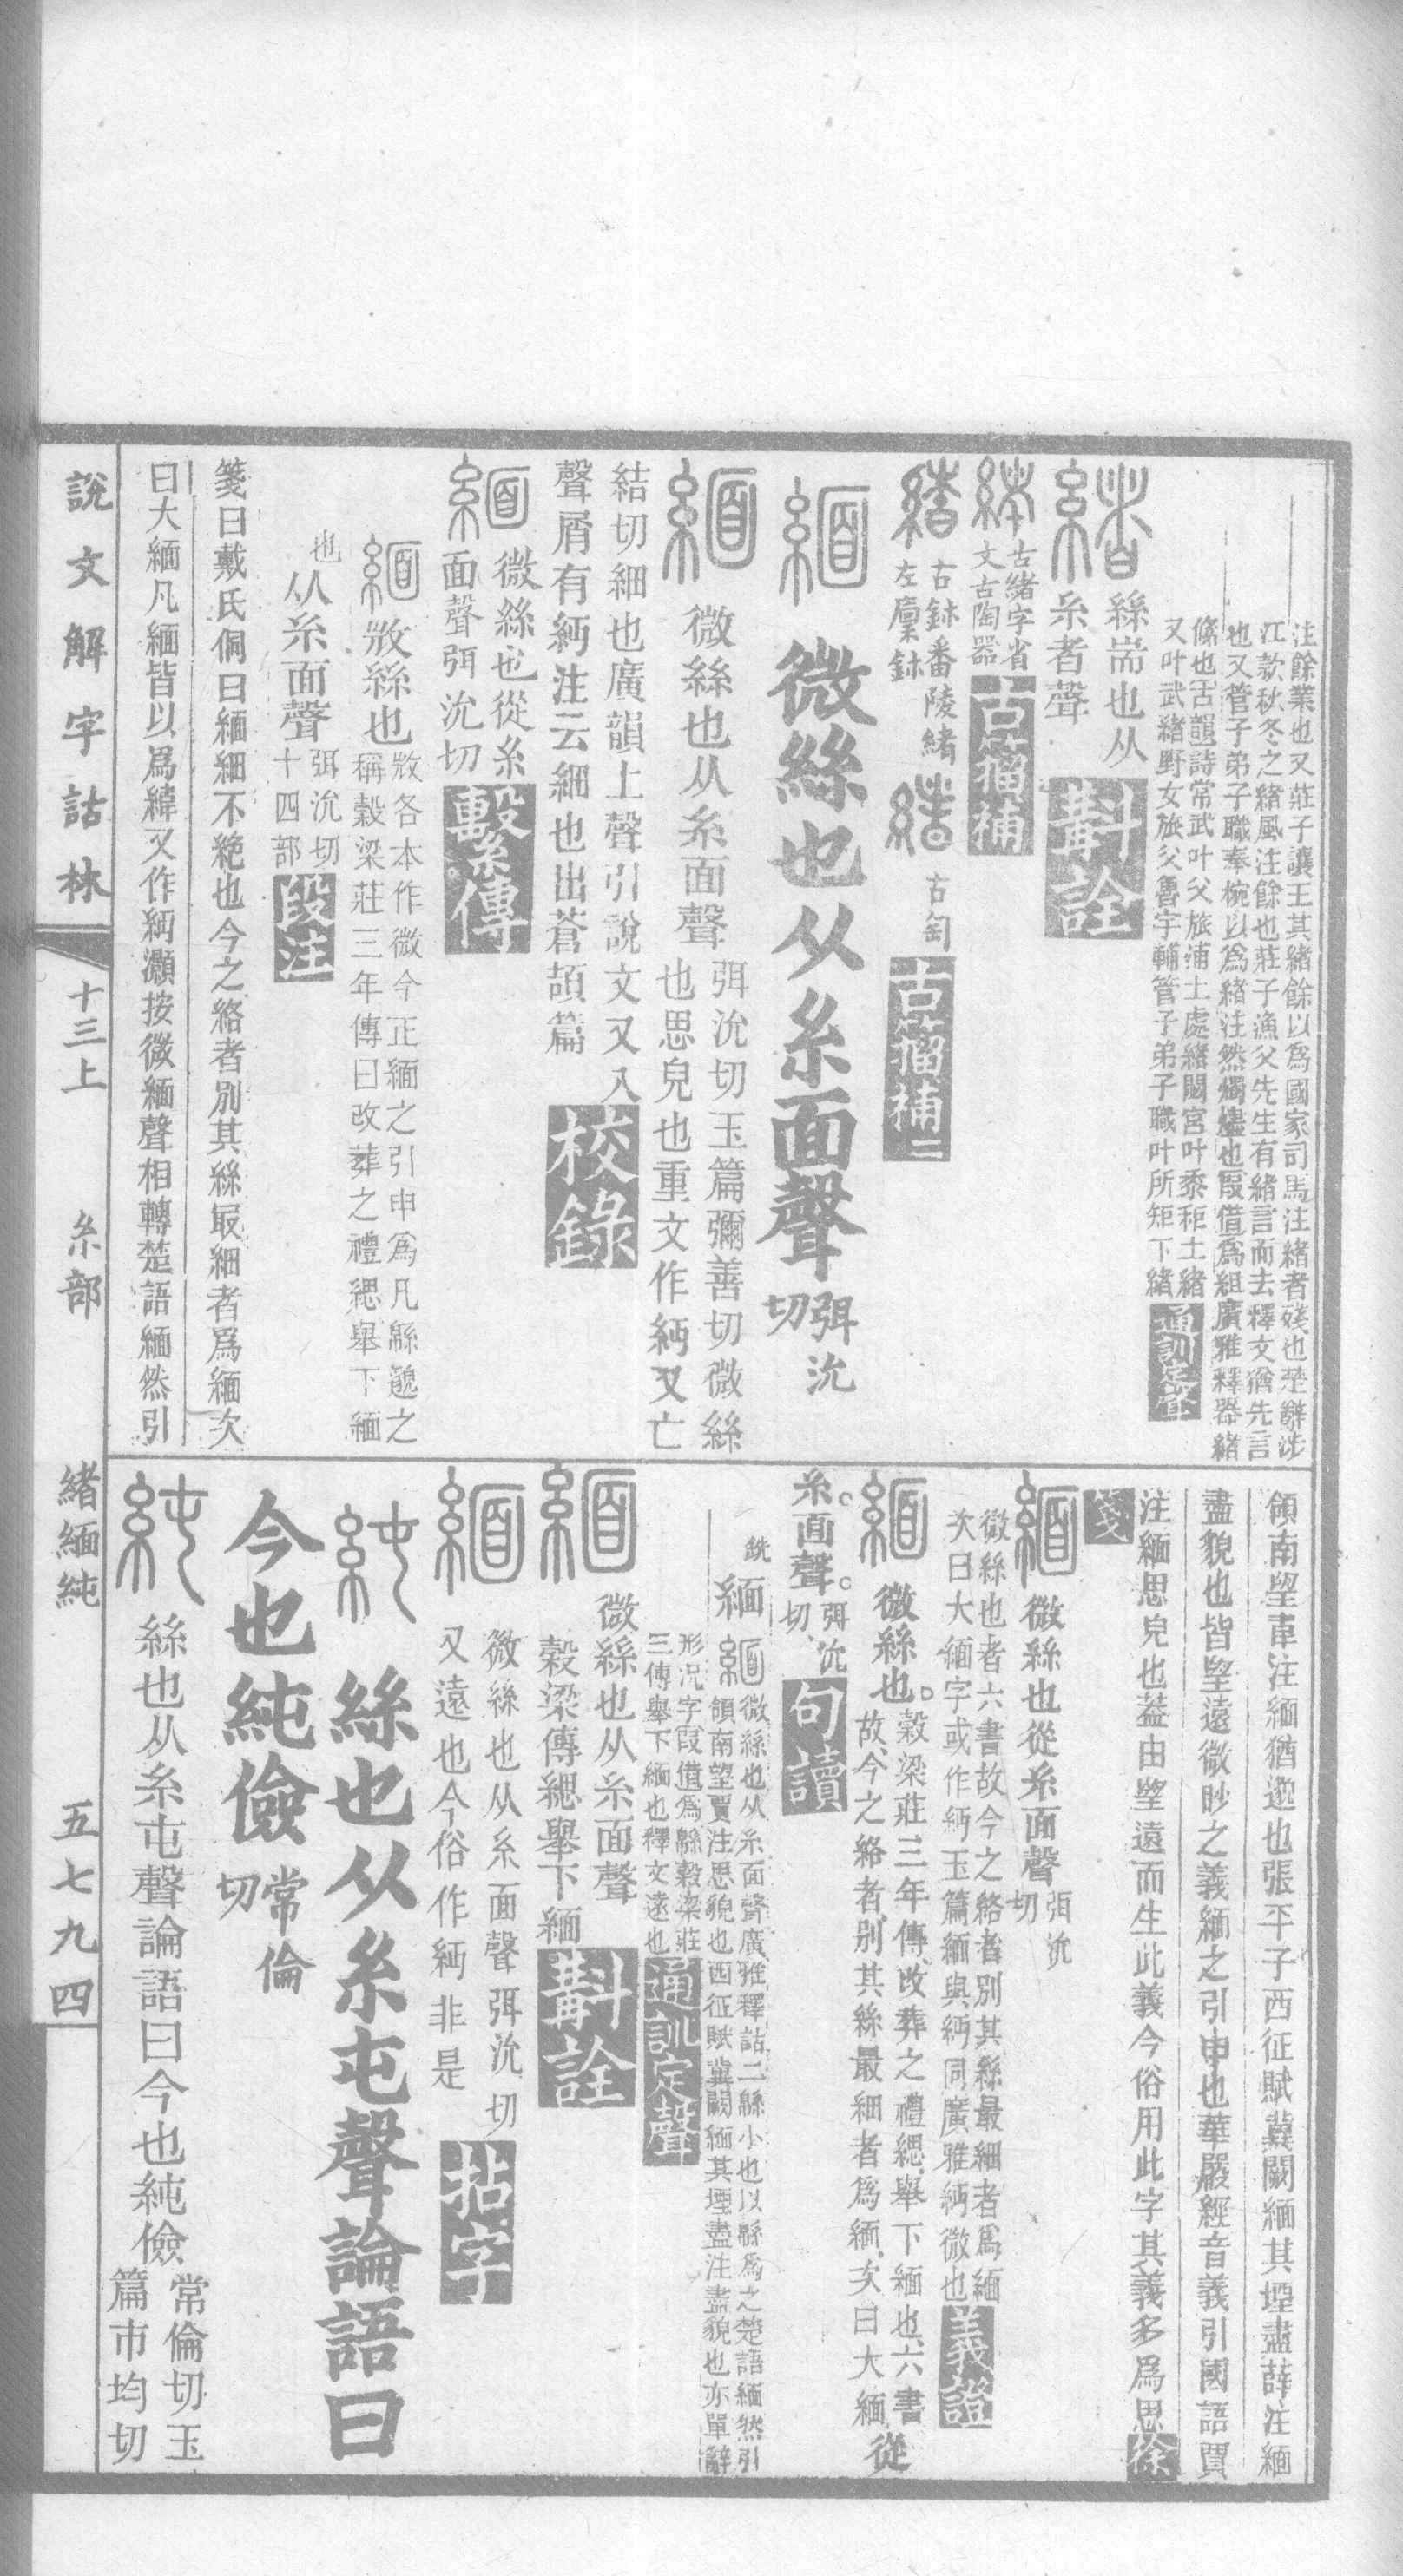 注餘業也又莊子讓王其緒餘以爲國家司馬注緒者殘也楚辭涉
江欸秋冬之緒風注餘也莊子漁父先生有緒言而去釋文猶先言
也又管子弟子職奉椀以爲緒注然燭燼也叚借爲組廣雅釋器緒
絛也古韻詩常武叶父旅浦土處緒閟宮叶黍秬土緒
又叶武緒野女旅父魯宇輔管子弟子職叶所矩下緒
通訓定聲
絲耑也从
糸者聲
斠詮
古緒字省
文古陶器
古籀補
古鉥番陵緒
左廩鉥
古匋
古籀補二
緬
微絲也从糸面聲
弭沇
切
緬
微絲也从糸面聲
弭沇切玉篇彌善切微絲
也思皃也重文作䋄又亡
結切細也廣韻上聲引說文又入
聲屑有䋄注云細也出蒼頡篇
校錄
緬
微絲也從糸
面聲弭沇切
繫傳
緬
𢼸絲也
𢼸各本作微今正緬之引申爲凡緜邈之
稱穀梁莊三年傳曰改葬之禮緦舉下緬
也
从糸面聲
弭沇切
十四部
段注
箋曰戴氏侗曰緬細不絶也今之絡者別其絲最細者爲緬次
曰大緬凡緬皆以爲緯又作䋄灝按微緬聲相轉楚語緬然引
領南望韋注緬猶邈也張平子西征賦冀闕緬其堙盡薛注緬
盡貌也皆望遠微眇之義緬之引申也華嚴經音義引國語賈
注緬思皃也葢由望遠而生此義今俗用此字其義多爲思
徐
箋
緬
微絲也從糸面聲
弭沇
切
微絲也者六書故今之絡者別其絲最細者爲緬
次曰大緬字或作䋄玉篇緬與䋄同廣雅䋄微也
義證
緬
微絲也。
穀梁莊三年傳、改葬之禮緦、舉下緬也、六書
故、今之絡者、別其絲最細者爲緬、次曰大緬
從
糸。面聲。
弭沇
切、
句讀
銑
緬
緬
微絲也从糸面聲廣雅釋詁二緜小也以緜爲之楚語緬然引
領南望賈注思貌也西征賦冀闕緬其堙盡注盡貌也亦單辭
形況字叚借爲緜穀梁莊
三傳舉下緬也釋文遠也
通訓定聲
緬
微絲也从糸面聲
穀梁傳緦舉下緬
斠詮
緬
微絲也从糸面聲弭沇切
又遠也今俗作䋄非是
拈字
純
絲也从糸屯聲論語曰
今也純儉
常倫
切
純
絲也从糸屯聲論語曰今也純儉
常倫切玉
篇市均切
說文解字詁林
十三上
糸部
緒緬純
五七九四